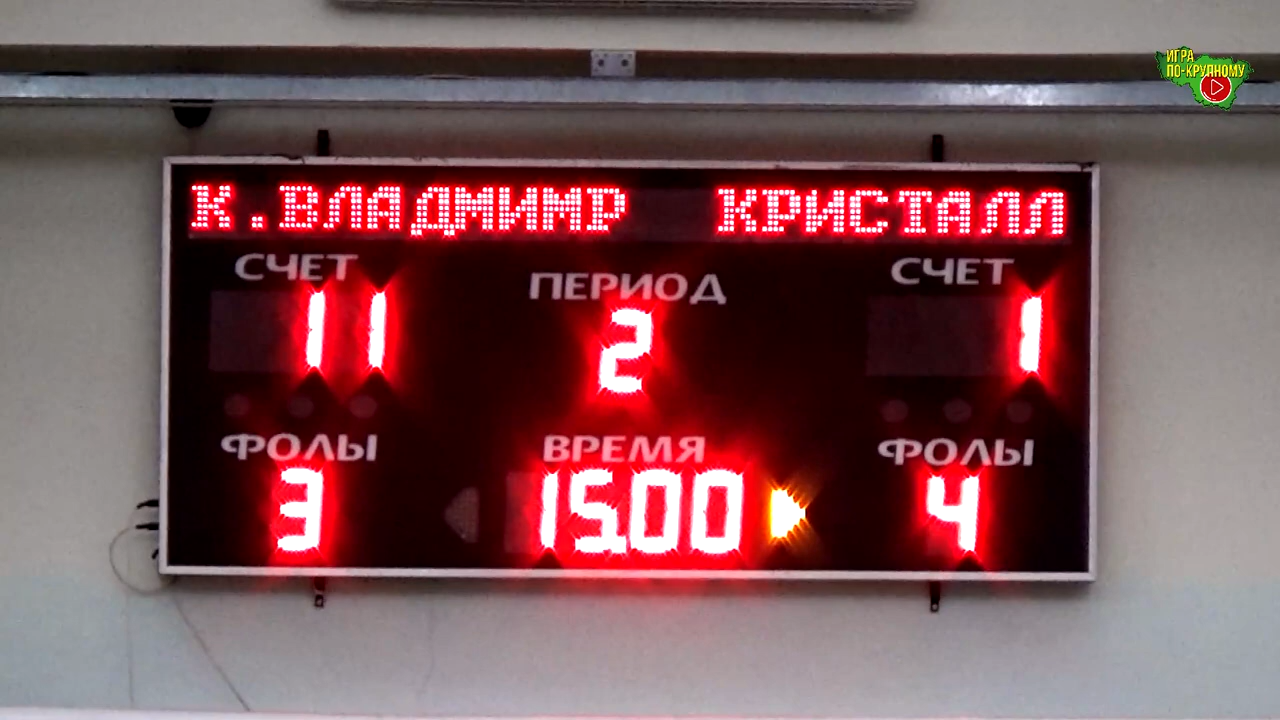 ИГРА
ПО-КРУПНОМУ
К.ВЛАДИМИР КРИСТАЛЛ
СЧЕТ ПЕРИОД СЧЕТ
11 2 1
ФОЛЫ ВРЕМЯ ФОЛЫ
3 15.00 4